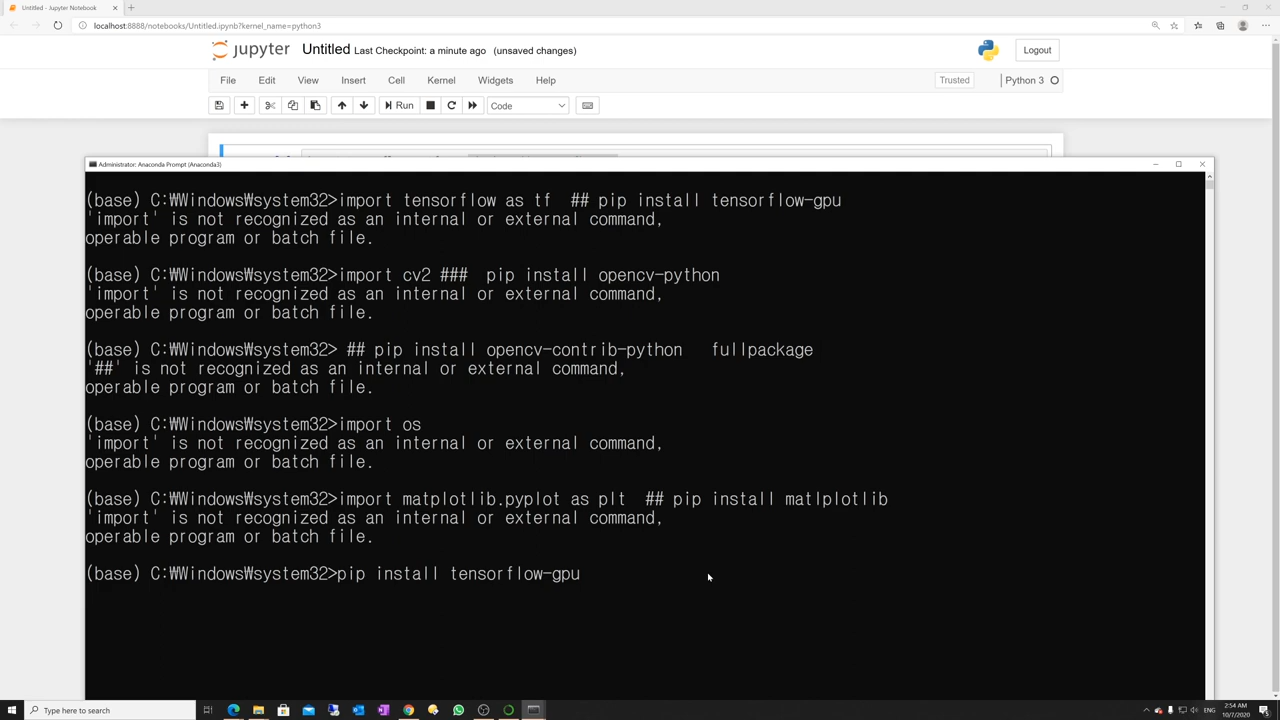 Untitled - Jupyter Notebook
localhost:8888/notebooks/Untitled.ipynb?kernel_name=python3
jupyter Untitled Last Checkpoint: a minute ago (unsaved changes)
Logout
File Edit View Insert Cell Kernel Widgets Help
Trusted
Python 3
Run
Code
Administrator: Anaconda Prompt (Anaconda3)
(base) C:₩Windows₩system32>import tensorflow as tf ## pip install tensorflow-gpu
'import' is not recognized as an internal or external command,
operable program or batch file.
(base) C:₩Windows₩system32>import cv2 ### pip install opencv-python
'import' is not recognized as an internal or external command,
operable program or batch file.
(base) C:₩Windows₩system32> ## pip install opencv-contrib-python fullpackage
'##' is not recognized as an internal or external command,
operable program or batch file.
(base) C:₩Windows₩system32>import os
'import' is not recognized as an internal or external command,
operable program or batch file.
(base) C:₩Windows₩system32>import matplotlib.pyplot as plt ## pip install matlplotlib
'import' is not recognized as an internal or external command,
operable program or batch file.
(base) C:₩Windows₩system32>pip install tensorflow-gpu
Type here to search
ENG
2:54 AM
10/7/2020